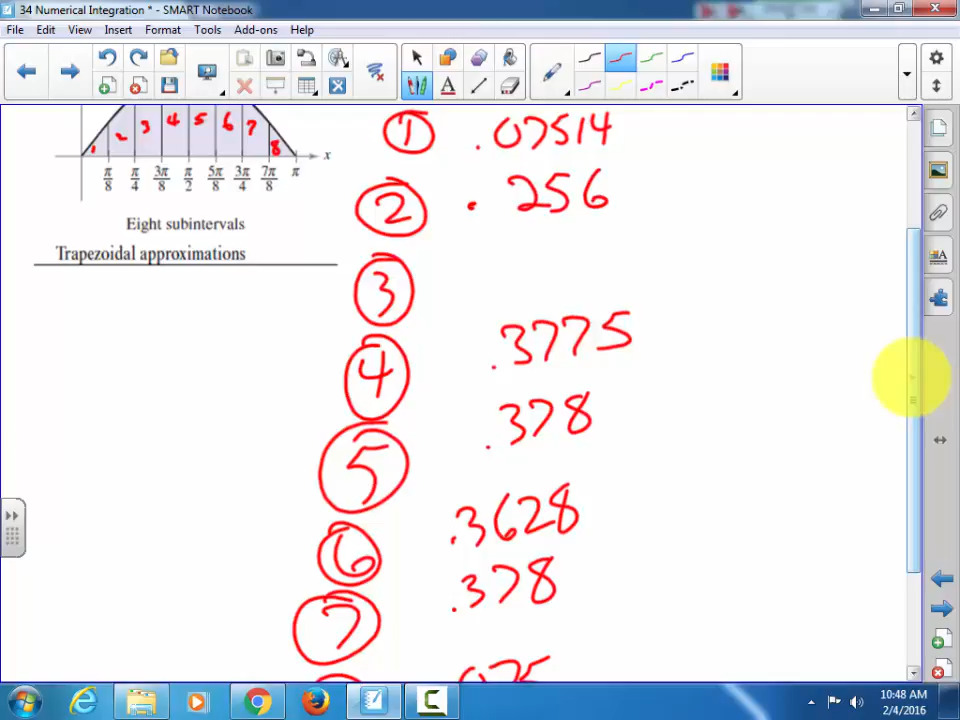 34 Numerical Integration * - SMART Notebook
File Edit View Insert Format Tools Add-ons Help
1 2 3 4 5 6 7 8
π/8 π/4 3π/8 π/2 5π/8 3π/4 7π/8 π x
Eight subintervals
Trapezoidal approximations
① .07514
② .256
③
④ .3775
⑤ .378
⑥ .3628
⑦ .378
.075
10:48 AM
2/4/2016